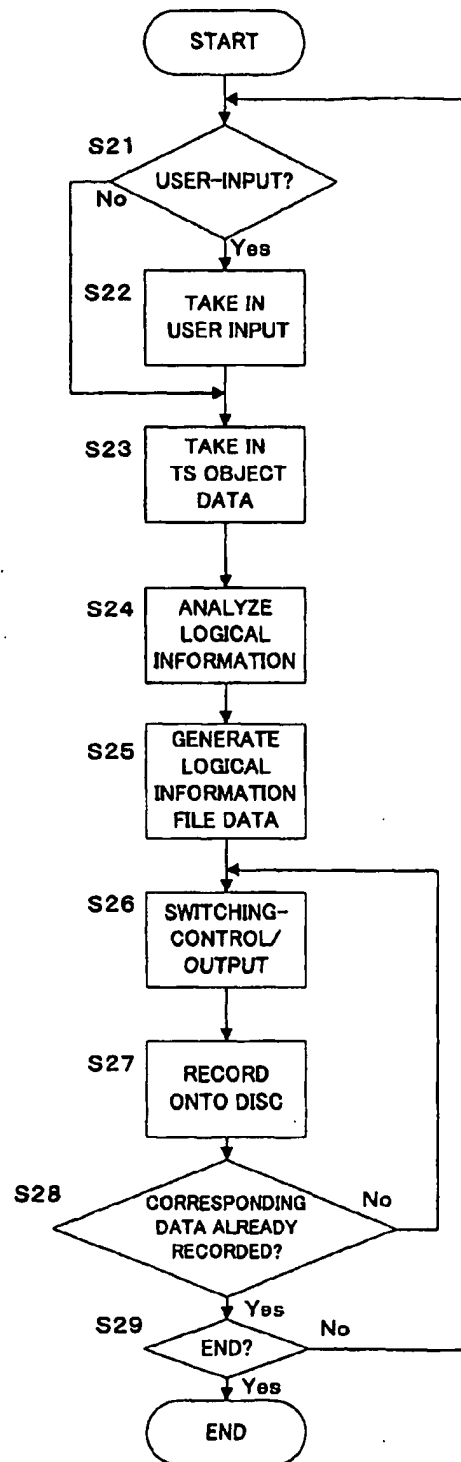 START
S21
USER-INPUT?
No
Yes
S22
TAKE IN
USER INPUT
S23
TAKE IN
TS OBJECT
DATA
S24
ANALYZE
LOGICAL
INFORMATION
S25
GENERATE
LOGICAL
INFORMATION
FILE DATA
S26
SWITCHING-
CONTROL/
OUTPUT
S27
RECORD
ONTO DISC
S28
CORRESPONDING
DATA ALREADY
RECORDED?
No
Yes
S29
END?
No
Yes
END